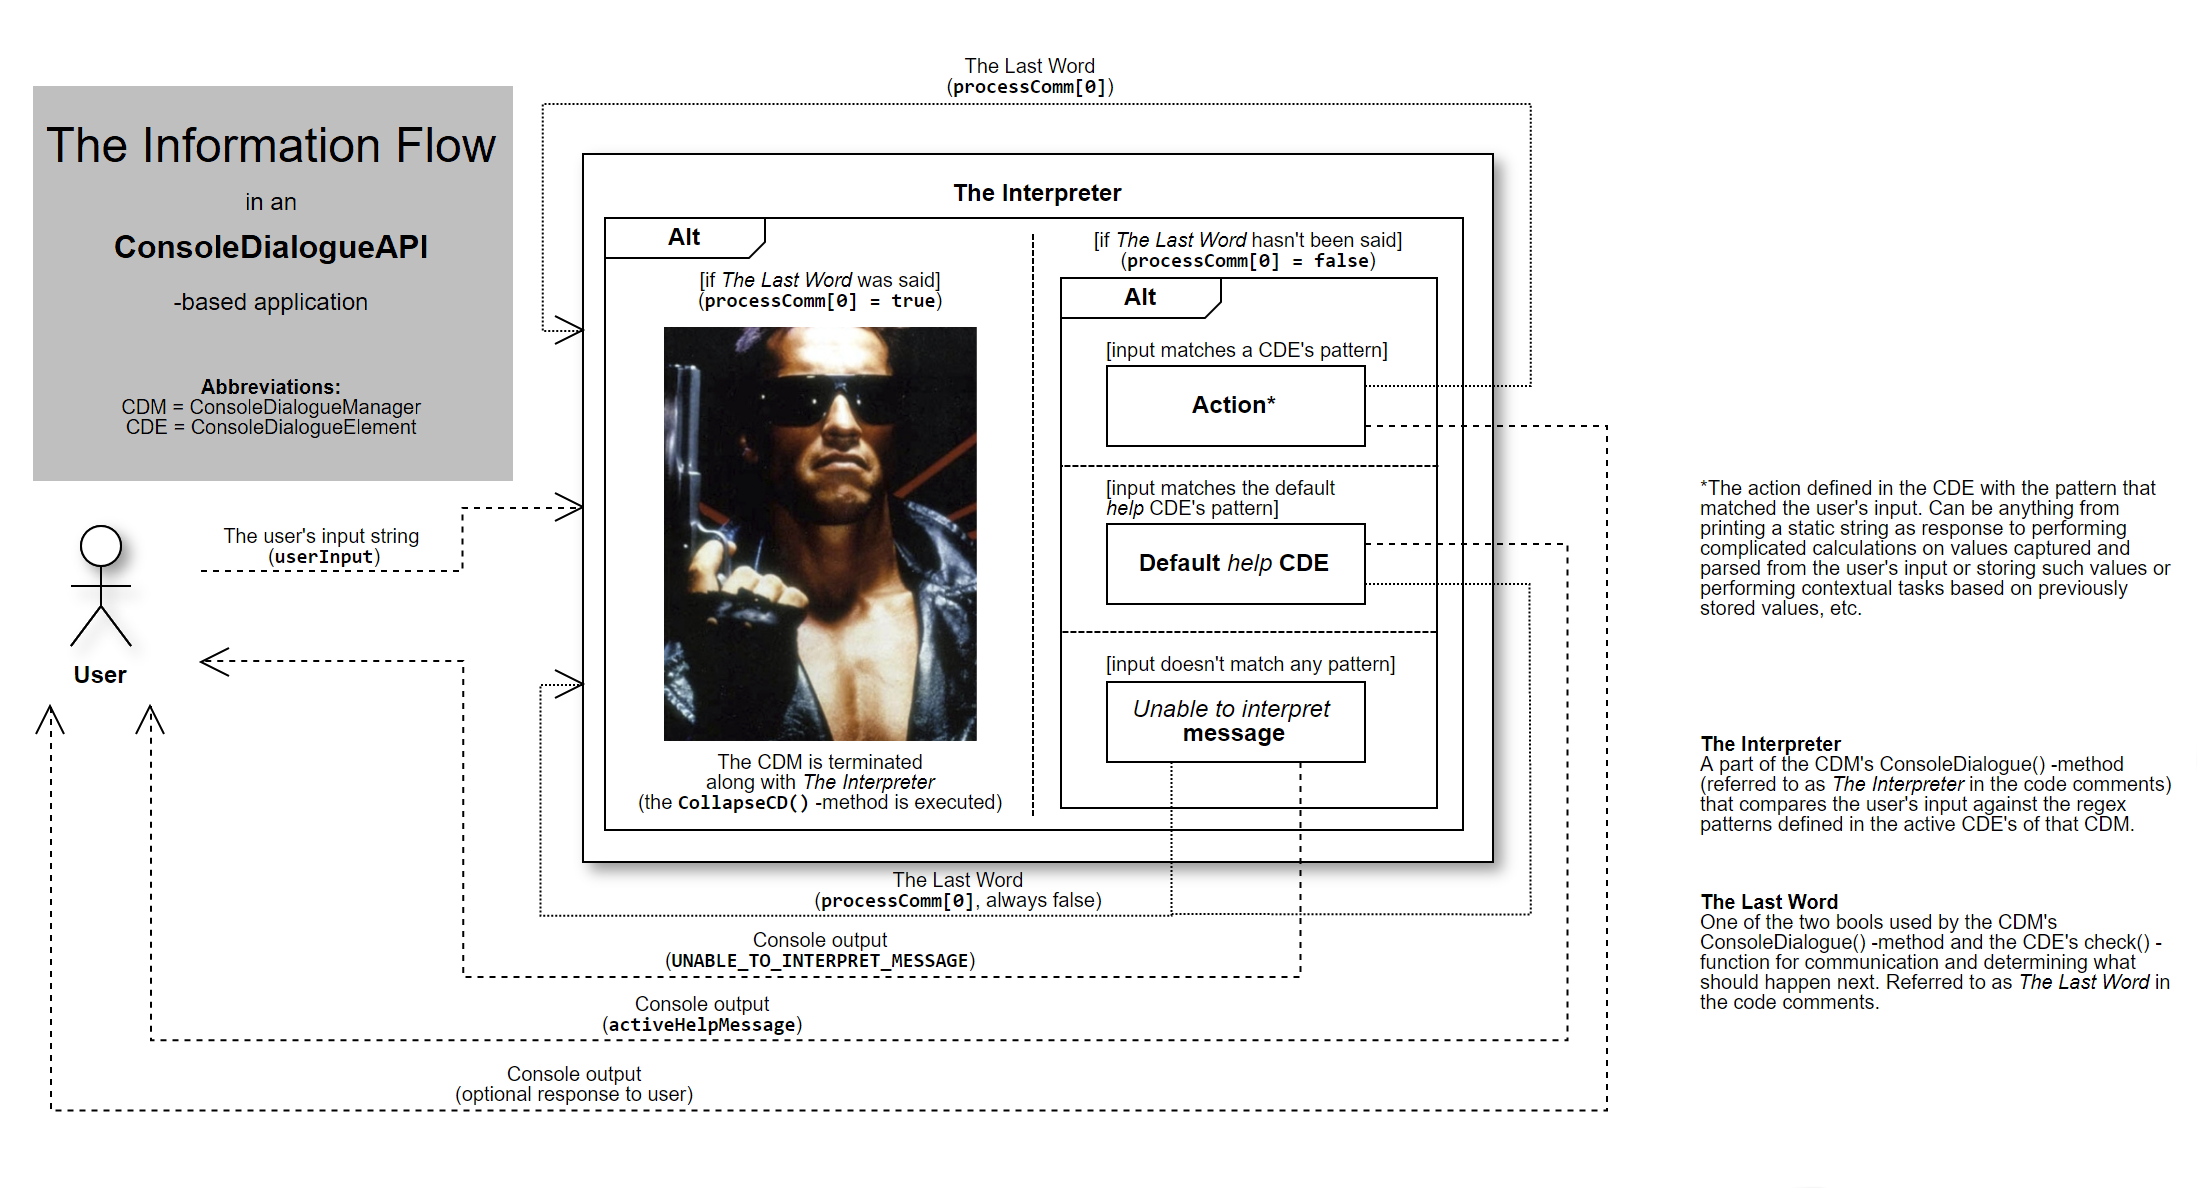 The Information Flow
in an
ConsoleDialogueAPI
-based application
Abbreviations:
CDM = ConsoleDialogueManager
CDE = ConsoleDialogueElement
The Last Word
(processComm[0])
The Interpreter
Alt
[if The Last Word was said]
(processComm[0] = true)
The CDM is terminated
along with The Interpreter
(the CollapseCD() -method is executed)
[if The Last Word hasn't been said]
(processComm[0] = false)
Alt
[input matches a CDE's pattern]
Action*
[input matches the default
help CDE's pattern]
Default help CDE
[input doesn't match any pattern]
Unable to interpret
message
The user's input string
(userInput)
User
The Last Word
(processComm[0], always false)
Console output
(UNABLE_TO_INTERPRET_MESSAGE)
Console output
(activeHelpMessage)
Console output
(optional response to user)
*The action defined in the CDE with the pattern that
matched the user's input. Can be anything from
printing a static string as response to performing
complicated calculations on values captured and
parsed from the user's input or storing such values or
performing contextual tasks based on previously
stored values, etc.
The Interpreter
A part of the CDM's ConsoleDialogue() -method
(referred to as The Interpreter in the code comments)
that compares the user's input against the regex
patterns defined in the active CDE's of that CDM.
The Last Word
One of the two bools used by the CDM's
ConsoleDialogue() -method and the CDE's check() -
function for communication and determining what
should happen next. Referred to as The Last Word in
the code comments.